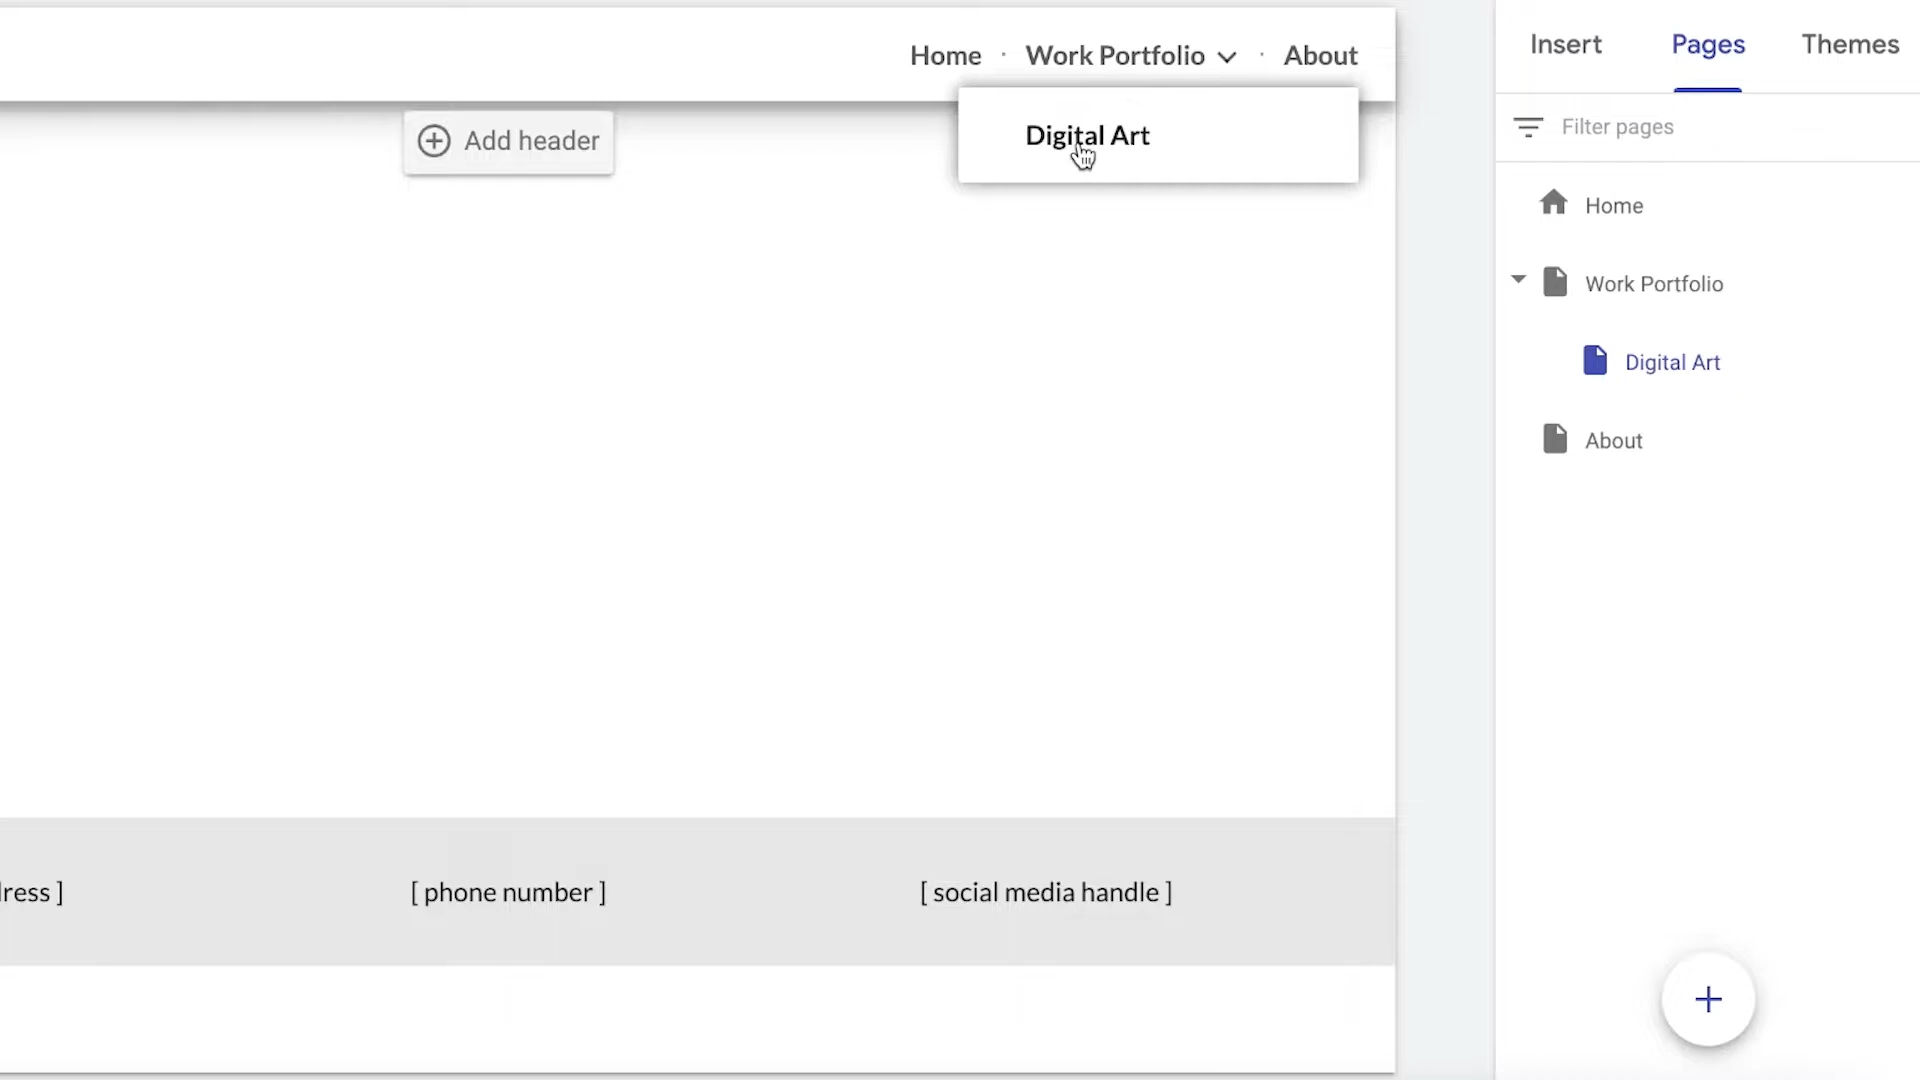 Home · Work Portfolio · About
Digital Art
Add header
[ phone number ]
[ social media handle ]
Insert
Pages
Themes
Filter pages
Home
Work Portfolio
Digital Art
About